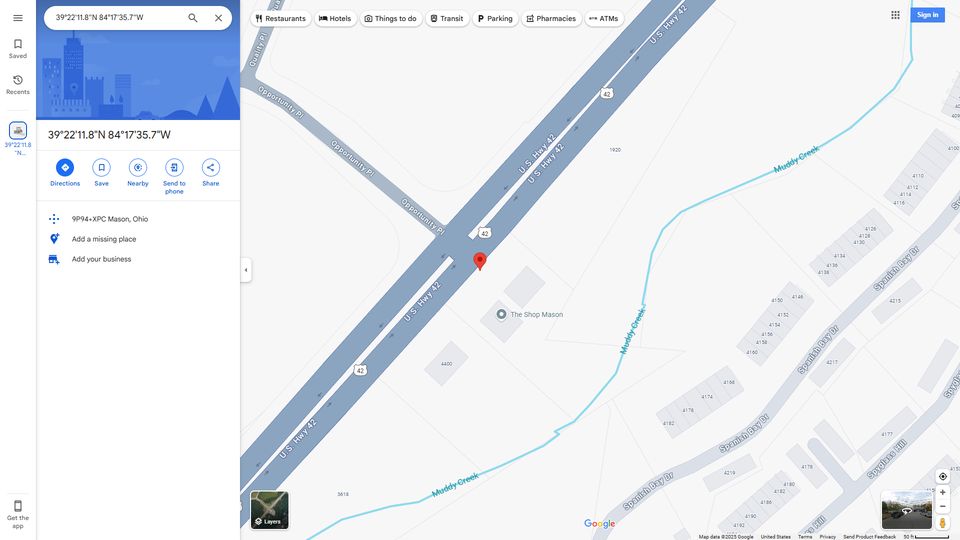 39°22'11.8"N 84°17'35.7"W
Restaurants
Hotels
Things to do
Transit
Parking
Pharmacies
ATMs
Sign in
Saved
Recents
39°22'11.8
"N...
39°22'11.8"N 84°17'35.7"W
Directions
Save
Nearby
Send to
phone
Share
9P94+XPC Mason, Ohio
Add a missing place
Add your business
Get the
app
Quality Pl
Opportunity Pl
Opportunity Pl
Opportunity Pl
U.S. Hwy 42
42
U.S. Hwy 42
U.S. Hwy 42
42
U.S. Hwy 42
42
U.S. Hwy 42
1920
Muddy Creek
4100
4110
4112
4114
4116
4126
4128
4130
4134
4136
4138
Spanish Bay Dr
4215
The Shop Mason
4400
Muddy Creek
4148
4150
4152
4154
4156
4158
4160
Spanish Bay Dr
4217
4168
4174
4178
4182
Spanish Bay Dr
4177
Spyglass Hill
4178
4219
4180
4182
4186
4190
4192
Spanish Bay Dr
Muddy Creek
3618
Layers
Google
Map data ©2025 Google
United States
Terms
Privacy
Send Product Feedback
50 ft